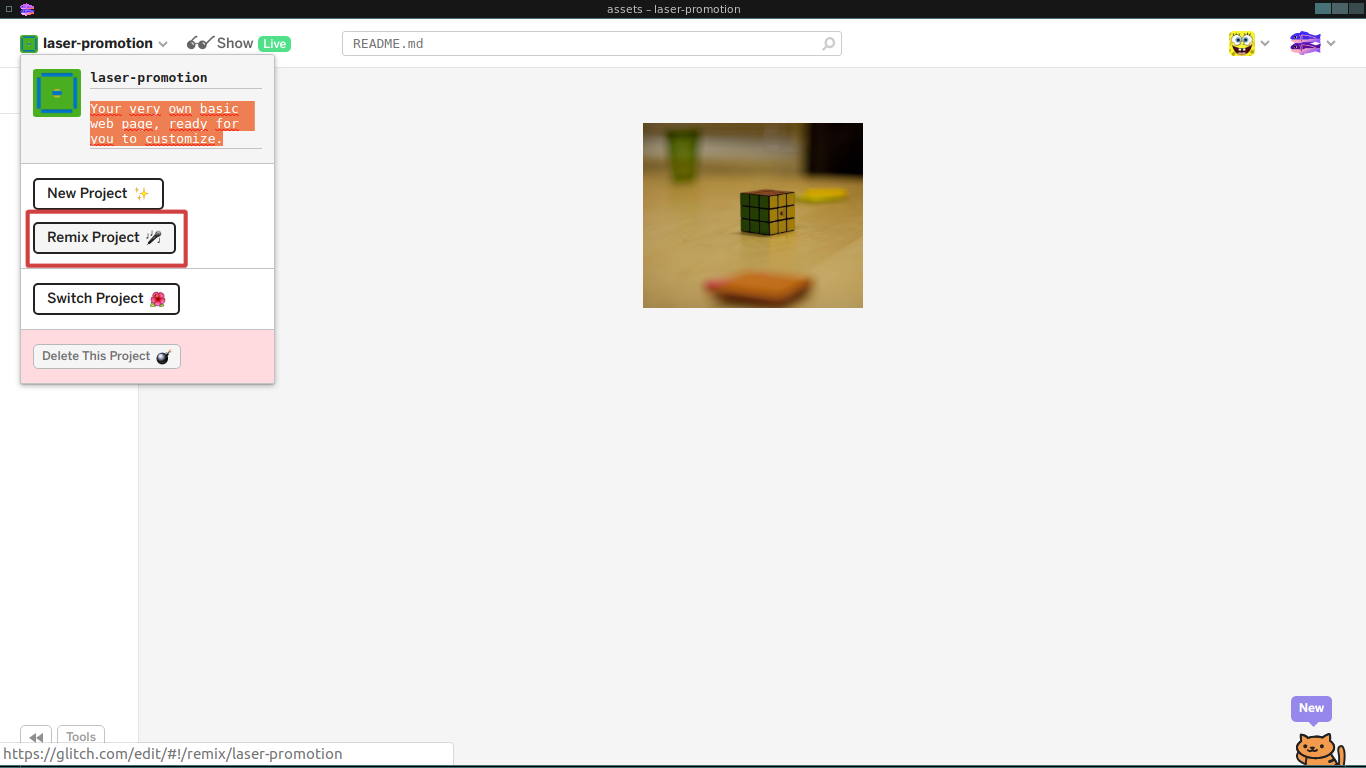 assets – laser-promotion
laser-promotion
Show
Live
README.md
laser-promotion
Your very own basic
web page, ready for
you to customize.
New Project ✨
Remix Project 🎤
Switch Project 🌺
Delete This Project 💣
New
Tools
https://glitch.com/edit/#!/remix/laser-promotion